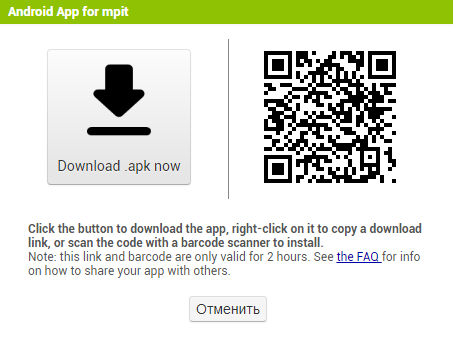 Android App for mpit
Download .apk now
Click the button to download the app, right-click on it to copy a download
link, or scan the code with a barcode scanner to install.
Note: this link and barcode are only valid for 2 hours. See the FAQ for info
on how to share your app with others.
Отменить